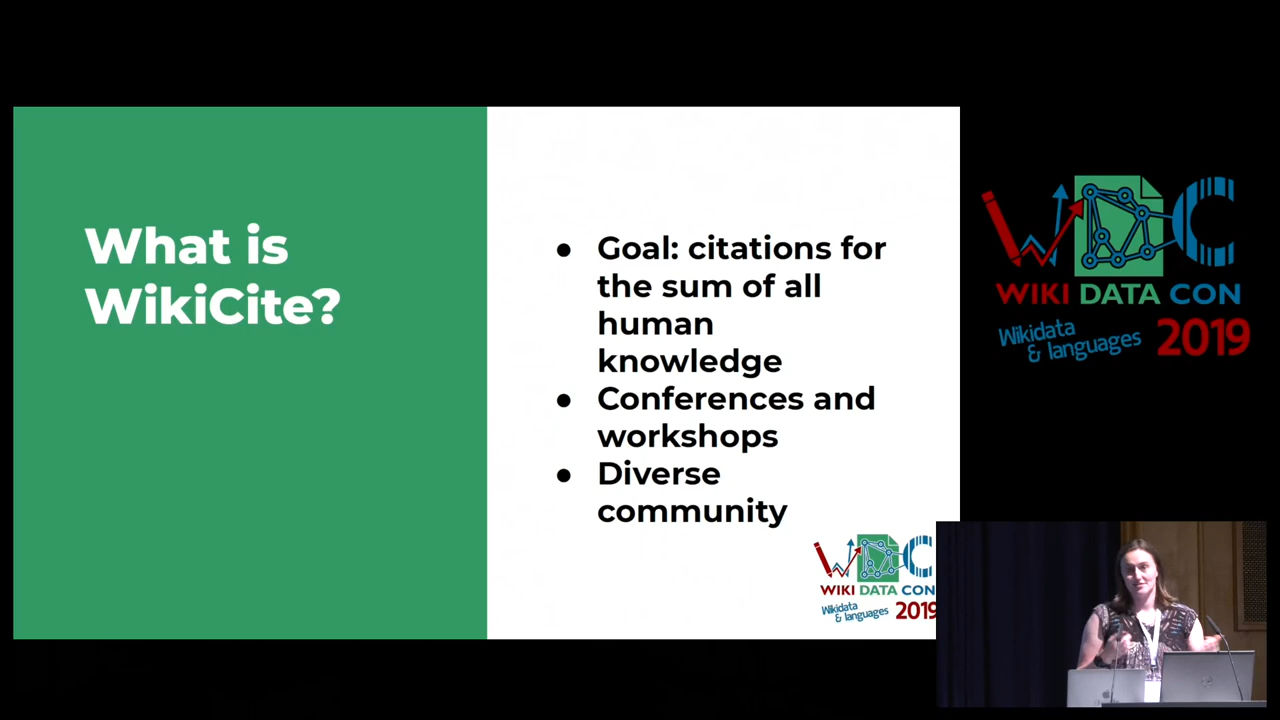 What is
WikiCite?
● Goal: citations for
the sum of all
human
knowledge
● Conferences and
workshops
● Diverse
community
WIKI DATA CON
Wikidata
& languages 2019
WDC
WIKI DATA CON
Wikidata
& languages 2019